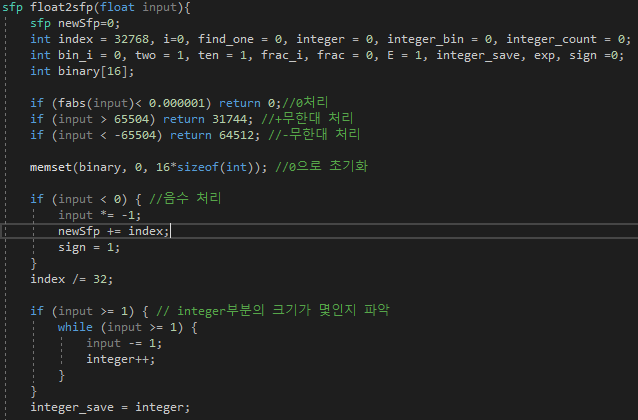 sfp float2sfp(float input){
sfp newSfp=0;
int index = 32768, i=0, find_one = 0, integer = 0, integer_bin = 0, integer_count = 0;
int bin_i = 0, two = 1, ten = 1, frac_i, frac = 0, E = 1, integer_save, exp, sign =0;
int binary[16];
if (fabs(input)< 0.000001) return 0;//0처리
if (input > 65504) return 31744; //+무한대 처리
if (input < -65504) return 64512; //-무한대 처리
memset(binary, 0, 16*sizeof(int)); //0으로 초기화
if (input < 0) { //음수 처리
input *= -1;
newSfp += index;
sign = 1;
}
index /= 32;
if (input >= 1) { // integer부분의 크기가 몇인지 파악
while (input >= 1) {
input -= 1;
integer++;
}
}
integer_save = integer;